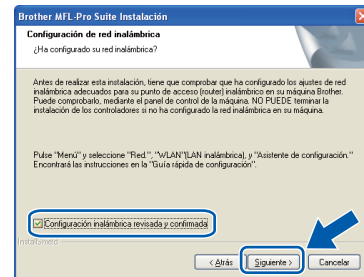 Brother MFL-Pro Suite Instalación
Configuración de red inalámbrica
¿Ha configurado su red inalámbrica?
Antes de realizar esta instalación, tiene que comprobar que ha configurado los ajustes de red
inalámbrica adecuados para su punto de acceso (router) inalámbrico en su máquina Brother.
Puede comprobarlo, mediante el panel de control de la máquina. NO PUEDE terminar la
instalación de los controladores si no ha configurado la red inalámbrica en su máquina.
Pulse "Menú" y seleccione "Red.", "WLAN"(LAN inalámbrica), y "Asistente de configuración."
Encontrará las instrucciones en la "Guía rápida de configuración".
Configuración inalámbrica revisada y confirmada
InstallShield
< Atrás
Siguiente >
Cancelar